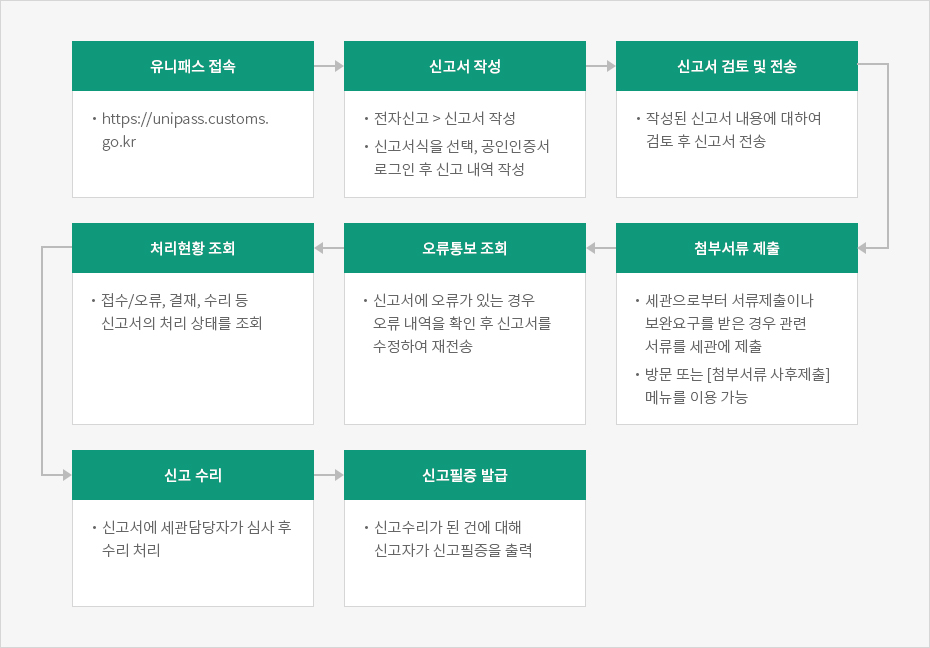 유니패스 접속
• https://unipass.customs.
go.kr
신고서 작성
• 전자신고 > 신고서 작성
• 신고서식을 선택, 공인인증서
로그인 후 신고 내역 작성
신고서 검토 및 전송
• 작성된 신고서 내용에 대하여
검토 후 신고서 전송
첨부서류 제출
• 세관으로부터 서류제출이나
보완요구를 받은 경우 관련
서류를 세관에 제출
• 방문 또는 [첨부서류 사후제출]
메뉴를 이용 가능
오류통보 조회
• 신고서에 오류가 있는 경우
오류 내역을 확인 후 신고서를
수정하여 재전송
처리현황 조회
• 접수/오류, 결재, 수리 등
신고서의 처리 상태를 조회
신고 수리
• 신고서에 세관담당자가 심사 후
수리 처리
신고필증 발급
• 신고수리가 된 건에 대해
신고자가 신고필증을 출력